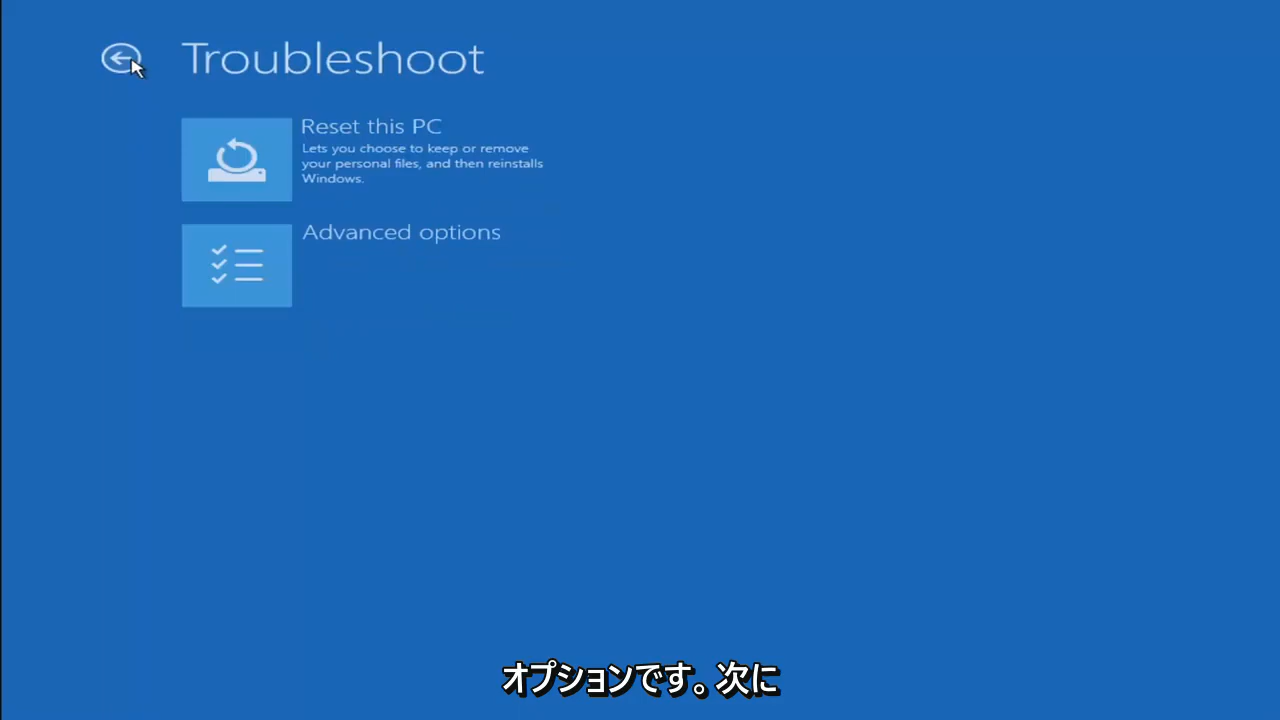 Troubleshoot
Reset this PC
Lets you choose to keep or remove
your personal files, and then reinstalls
Windows.
Advanced options
オプションです。次に